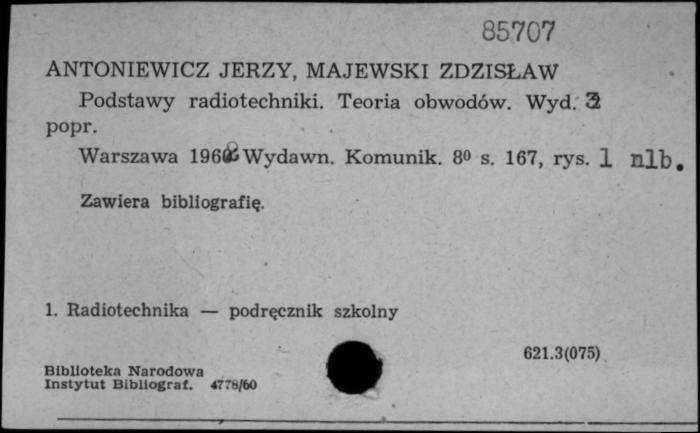 85707
ANTONIEWICZ JERZY, MAJEWSKI ZDZISŁAW
Podstawy radiotechniki. Teoria obwodów. Wyd.
popr.
Warszawa Wydawn. Komunik. 8⁰ s. 167, rys. 1 nlb.
Zawiera bibliografię.
1. Radiotechnika — podręcznik szkolny
621.3(075)
Biblioteka Narodowa
Instytut Bibliograf. 4778/60